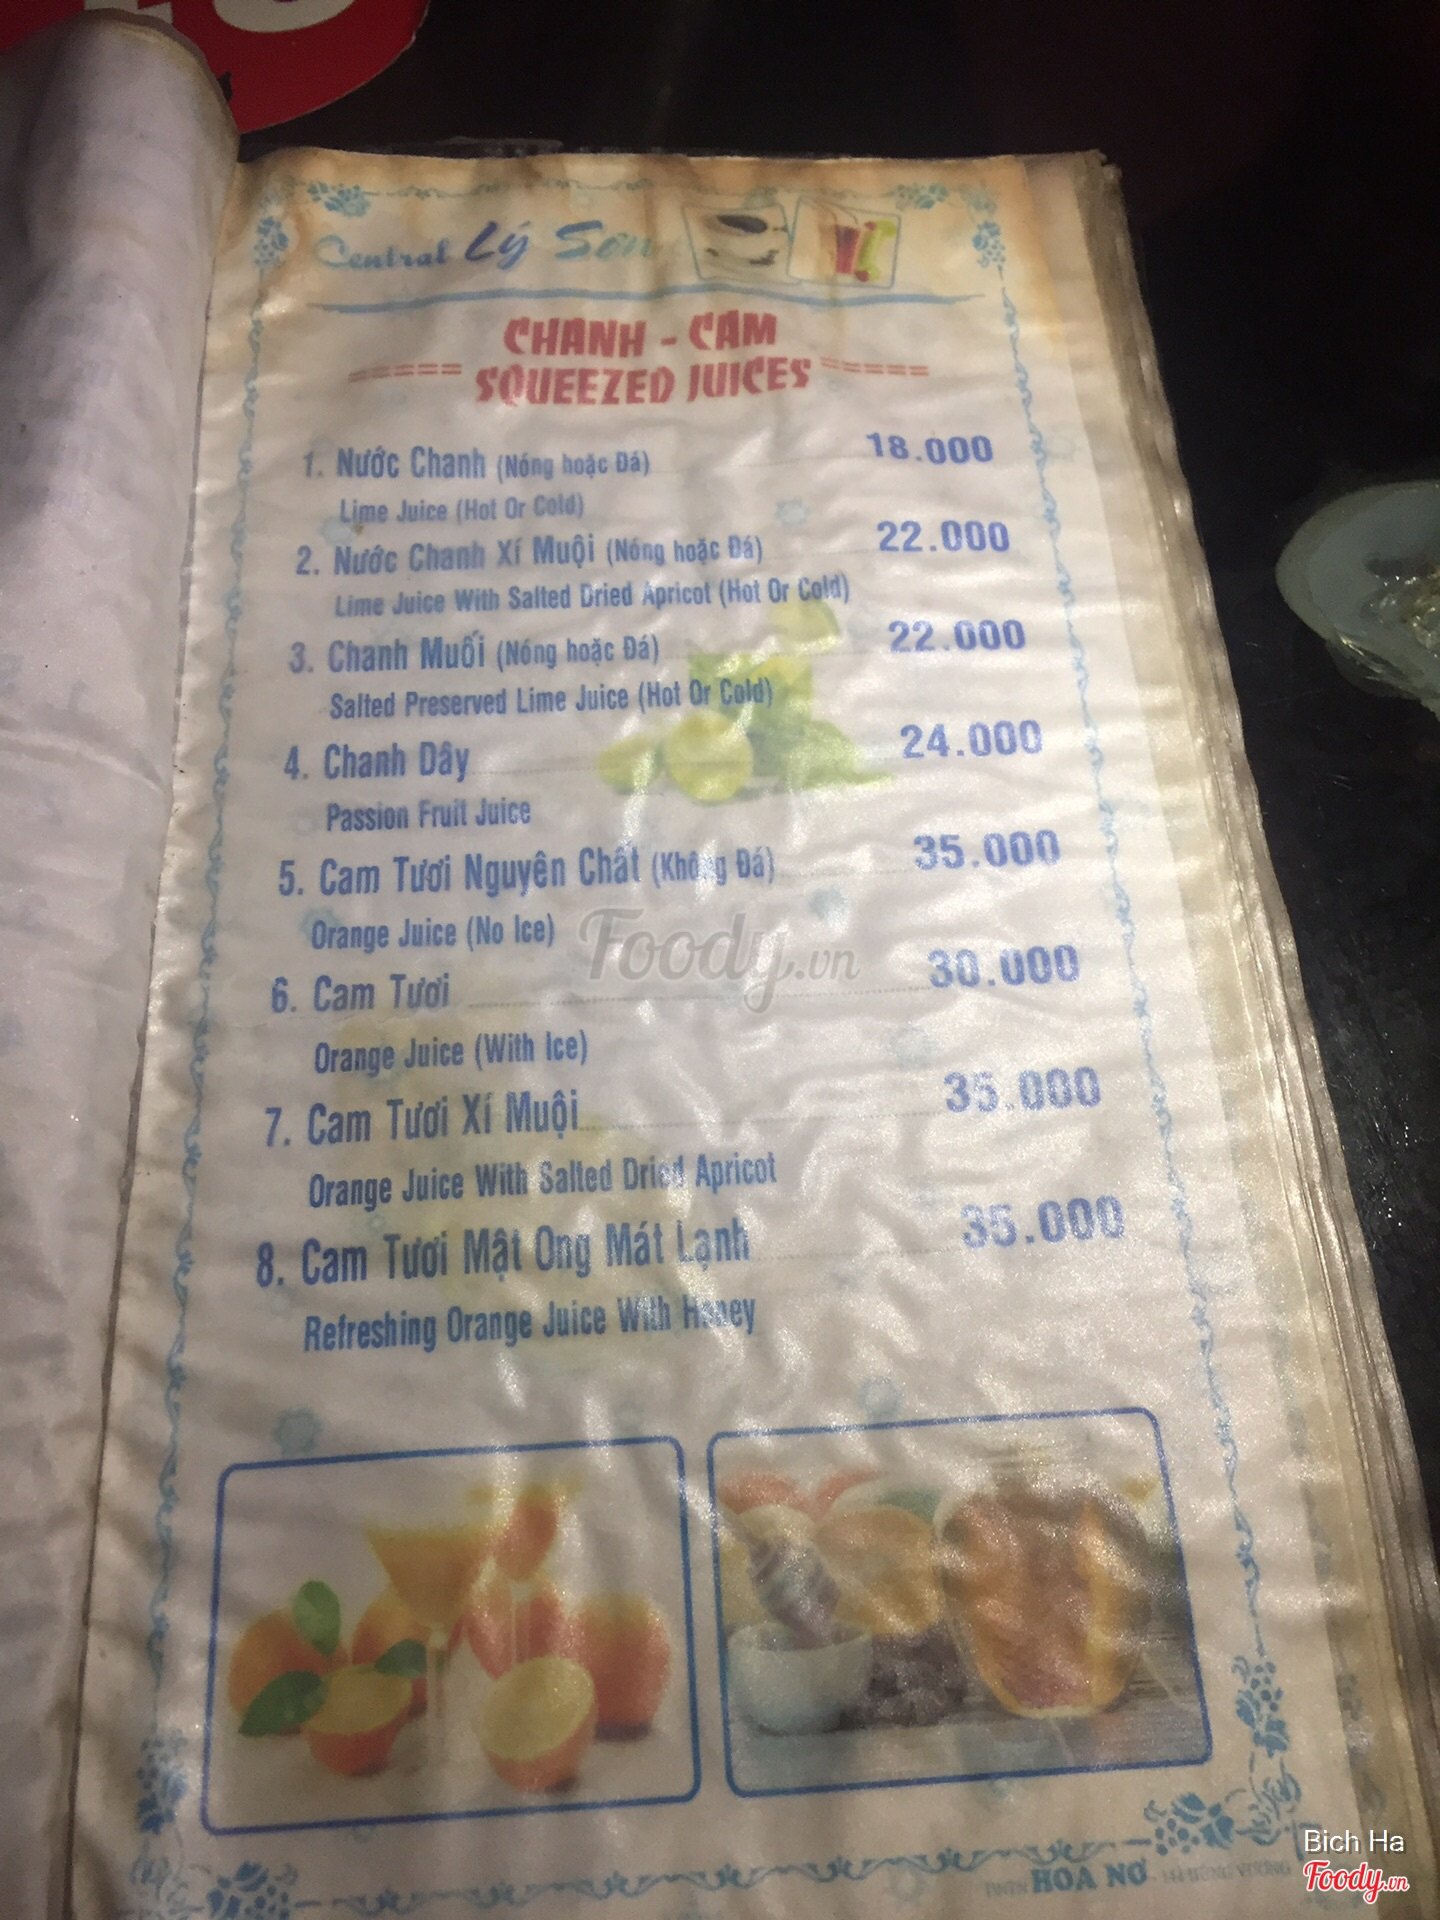 Central Lý Sơn
CHANH - CAM
===== SQUEEZED JUICES =====
1. Nước Chanh (Nóng hoặc Đá) 18.000
Lime Juice (Hot Or Cold)
2. Nước Chanh Xí Muội (Nóng hoặc Đá) 22.000
Lime Juice With Salted Dried Apricot (Hot Or Cold)
3. Chanh Muối (Nóng hoặc Đá) 22.000
Salted Preserved Lime Juice (Hot Or Cold)
4. Chanh Dây 24.000
Passion Fruit Juice
5. Cam Tươi Nguyên Chất (Không Đá) 35.000
Orange Juice (No Ice)
Foody.vn
6. Cam Tươi 30.000
Orange Juice (With Ice)
7. Cam Tươi Xí Muội 35.000
Orange Juice With Salted Dried Apricot
8. Cam Tươi Mật Ong Mát Lạnh 35.000
Refreshing Orange Juice With Honey
HOA NƠ
Bich Ha
Foody.vn